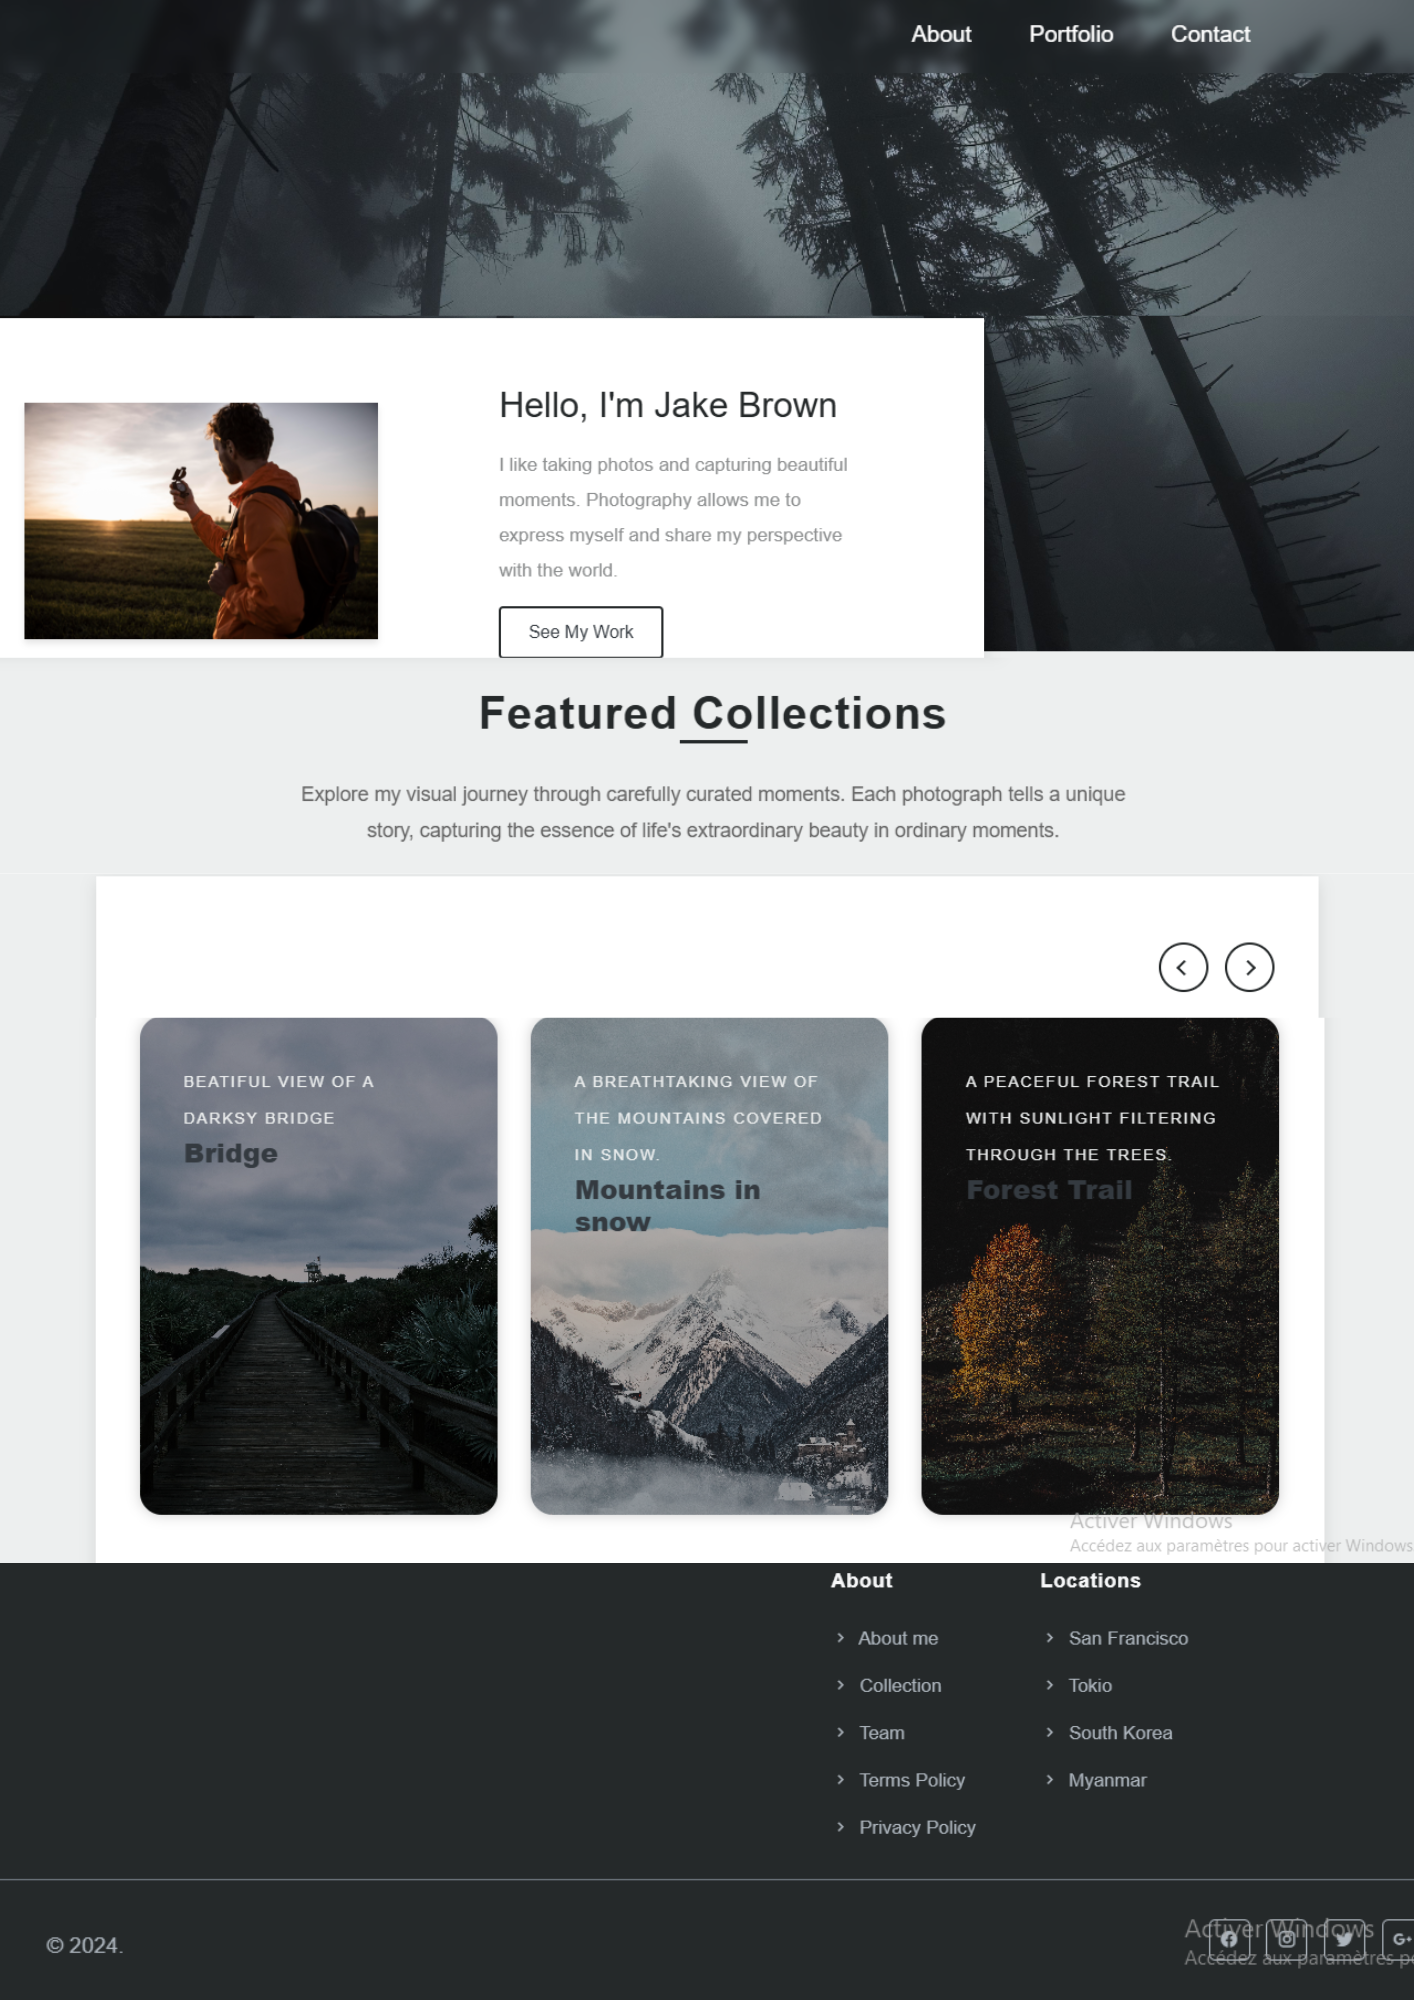 About Portfolio Contact
Hello, I'm Jake Brown
I like taking photos and capturing beautiful
moments. Photography allows me to
express myself and share my perspective
with the world.
See My Work
Featured Collections
Explore my visual journey through carefully curated moments. Each photograph tells a unique
story, capturing the essence of life's extraordinary beauty in ordinary moments.
BEATIFUL VIEW OF A
DARKSY BRIDGE
Bridge
A BREATHTAKING VIEW OF
THE MOUNTAINS COVERED
IN SNOW.
Mountains in
snow
A PEACEFUL FOREST TRAIL
WITH SUNLIGHT FILTERING
THROUGH THE TREES.
Forest Trail
Activer Windows
Accédez aux paramètres pour activer Windows
About
About me
Collection
Team
Terms Policy
Privacy Policy
Locations
San Francisco
Tokio
South Korea
Myanmar
© 2024.
Activer Windows
Accédez aux paramètres